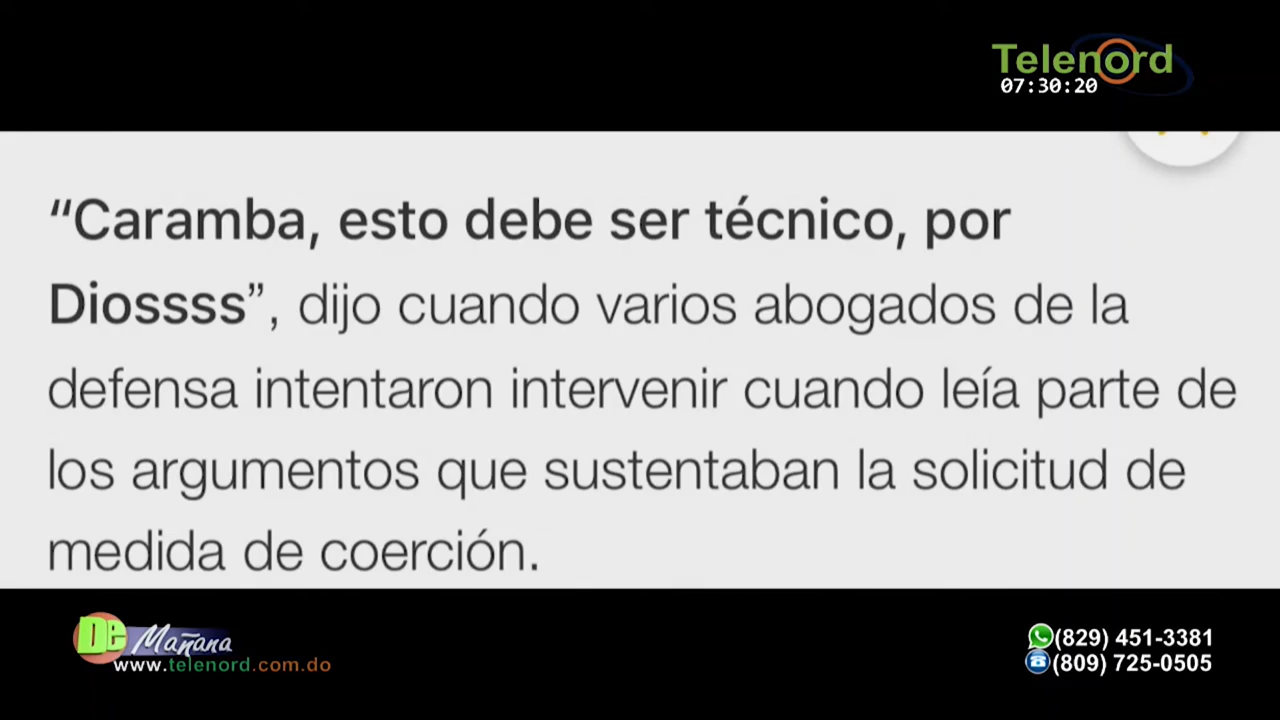 Telenord
07:30:20
“Caramba, esto debe ser técnico, por
Diossss”, dijo cuando varios abogados de la
defensa intentaron intervenir cuando leía parte de
los argumentos que sustentaban la solicitud de
medida de coerción.
De Mañana
www.telenord.com.do
(829) 451-3381
(809) 725-0505